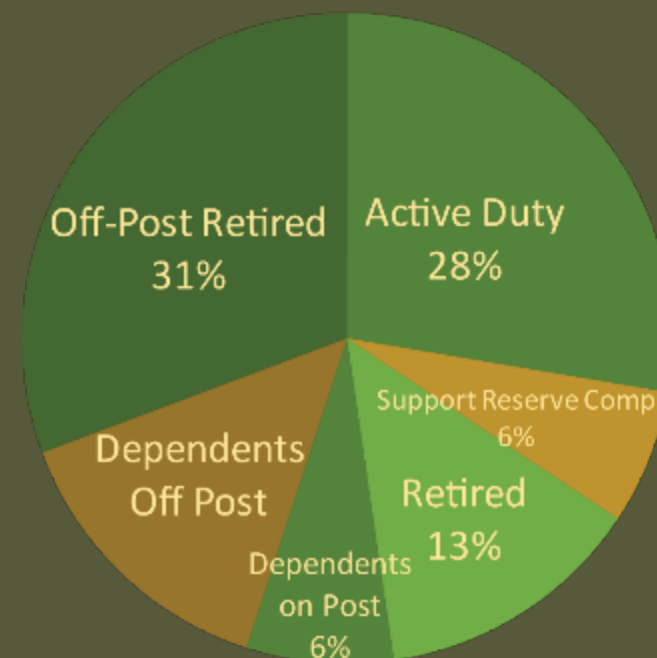 Off-Post Retired
31%
Active Duty
28%
Support Reserve Comp
6%
Retired
13%
Dependents
on Post
6%
Dependents
Off Post